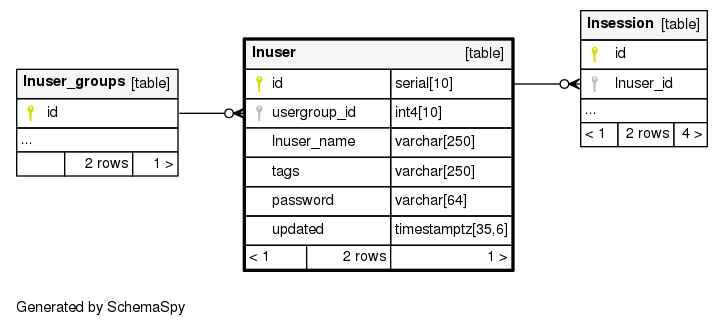 lnuser_groups [table]
id
...
2 rows 1 >
lnuser [table]
id serial[10]
usergroup_id int4[10]
lnuser_name varchar[250]
tags varchar[250]
password varchar[64]
updated timestamptz[35,6]
< 1 2 rows 1 >
lnsession [table]
id
lnuser_id
...
< 1 2 rows 4 >
Generated by SchemaSpy